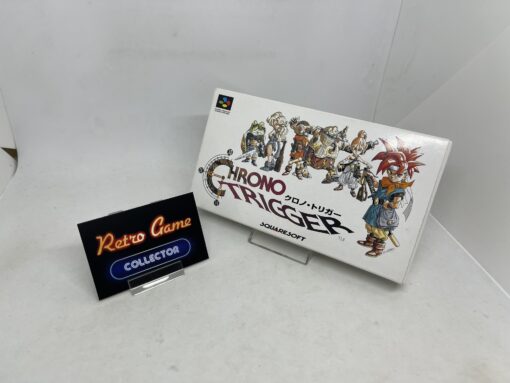 CHRONO
TRIGGER
クロノ・トリガー
SQUARESOFT
Retro Game
COLLECTOR